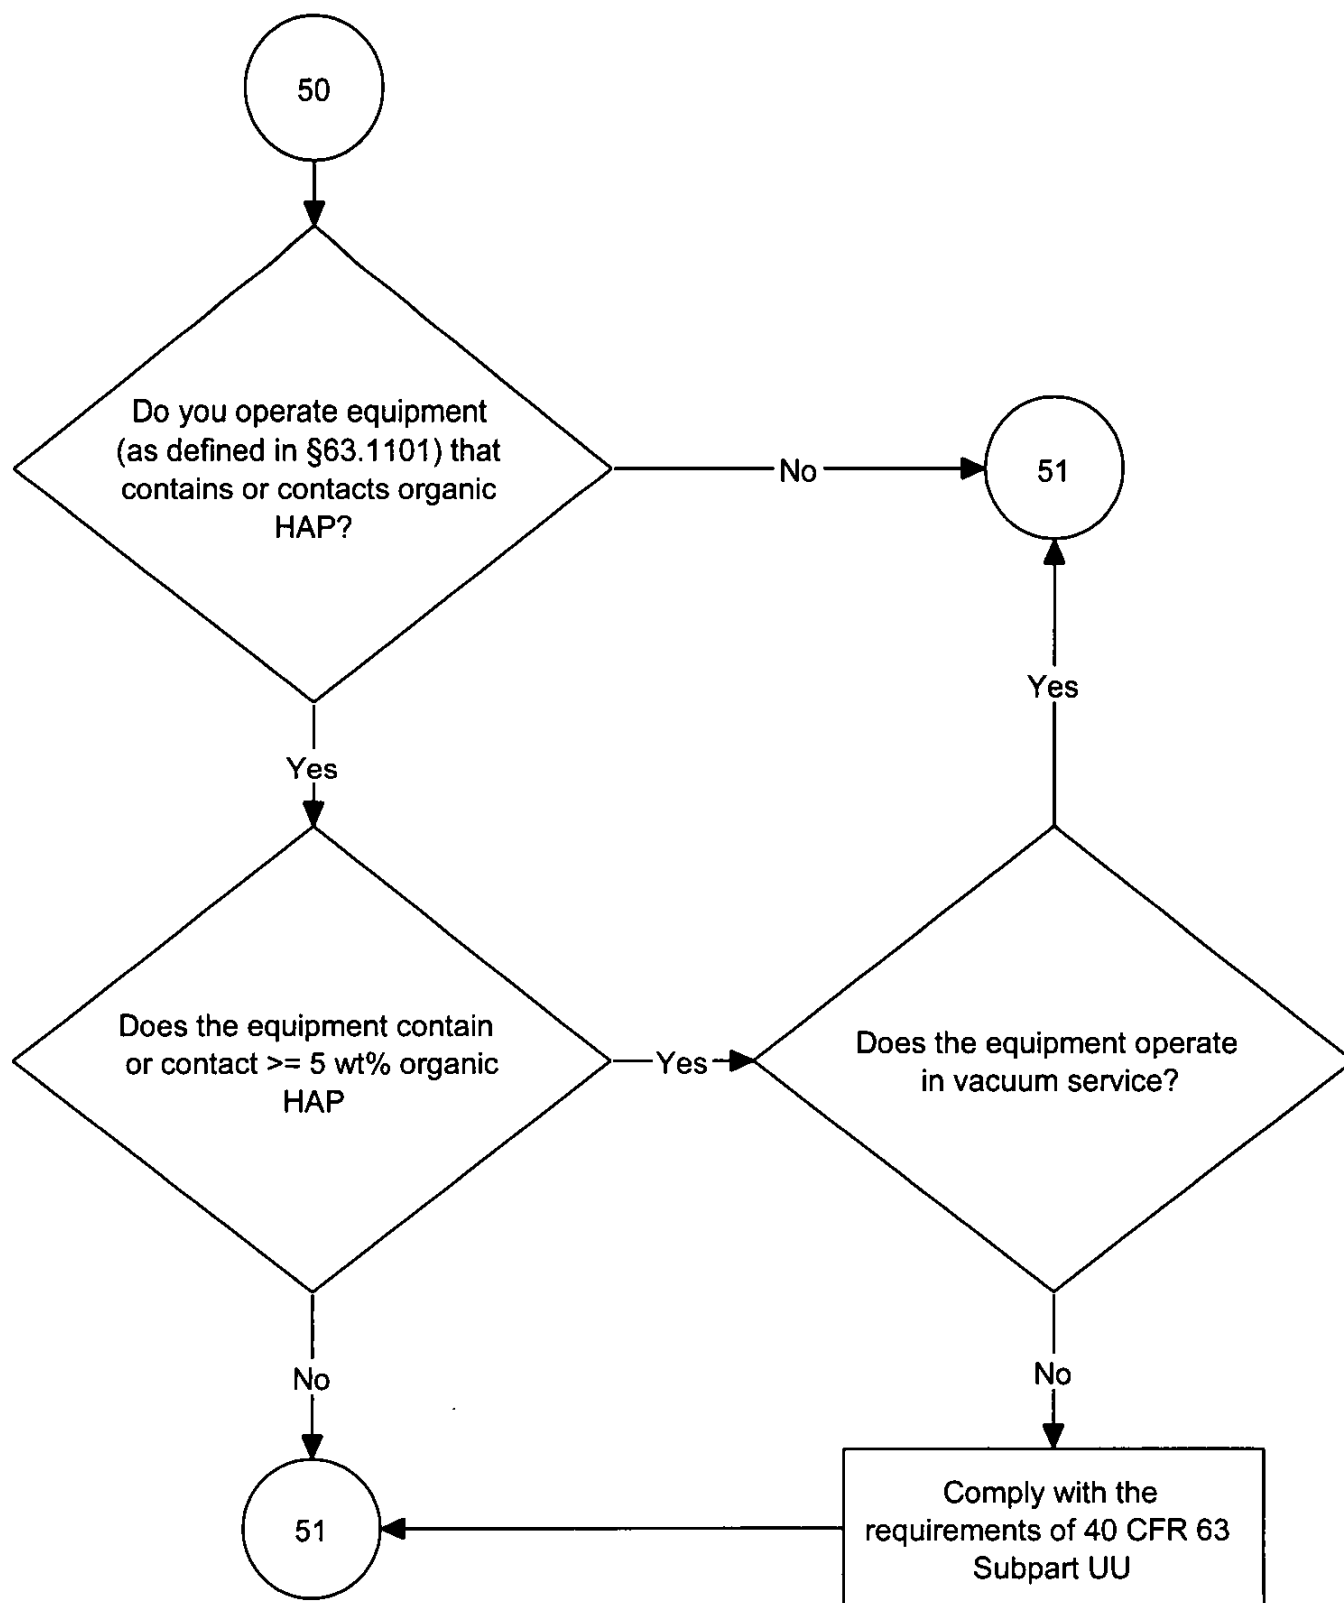 50
Do you operate equipment
(as defined in §63.1101) that
contains or contacts organic
HAP?
No
51
Yes
Yes
Does the equipment contain
or contact >= 5 wt% organic
HAP
Yes
Does the equipment operate
in vacuum service?
No
No
51
Comply with the
requirements of 40 CFR 63
Subpart UU